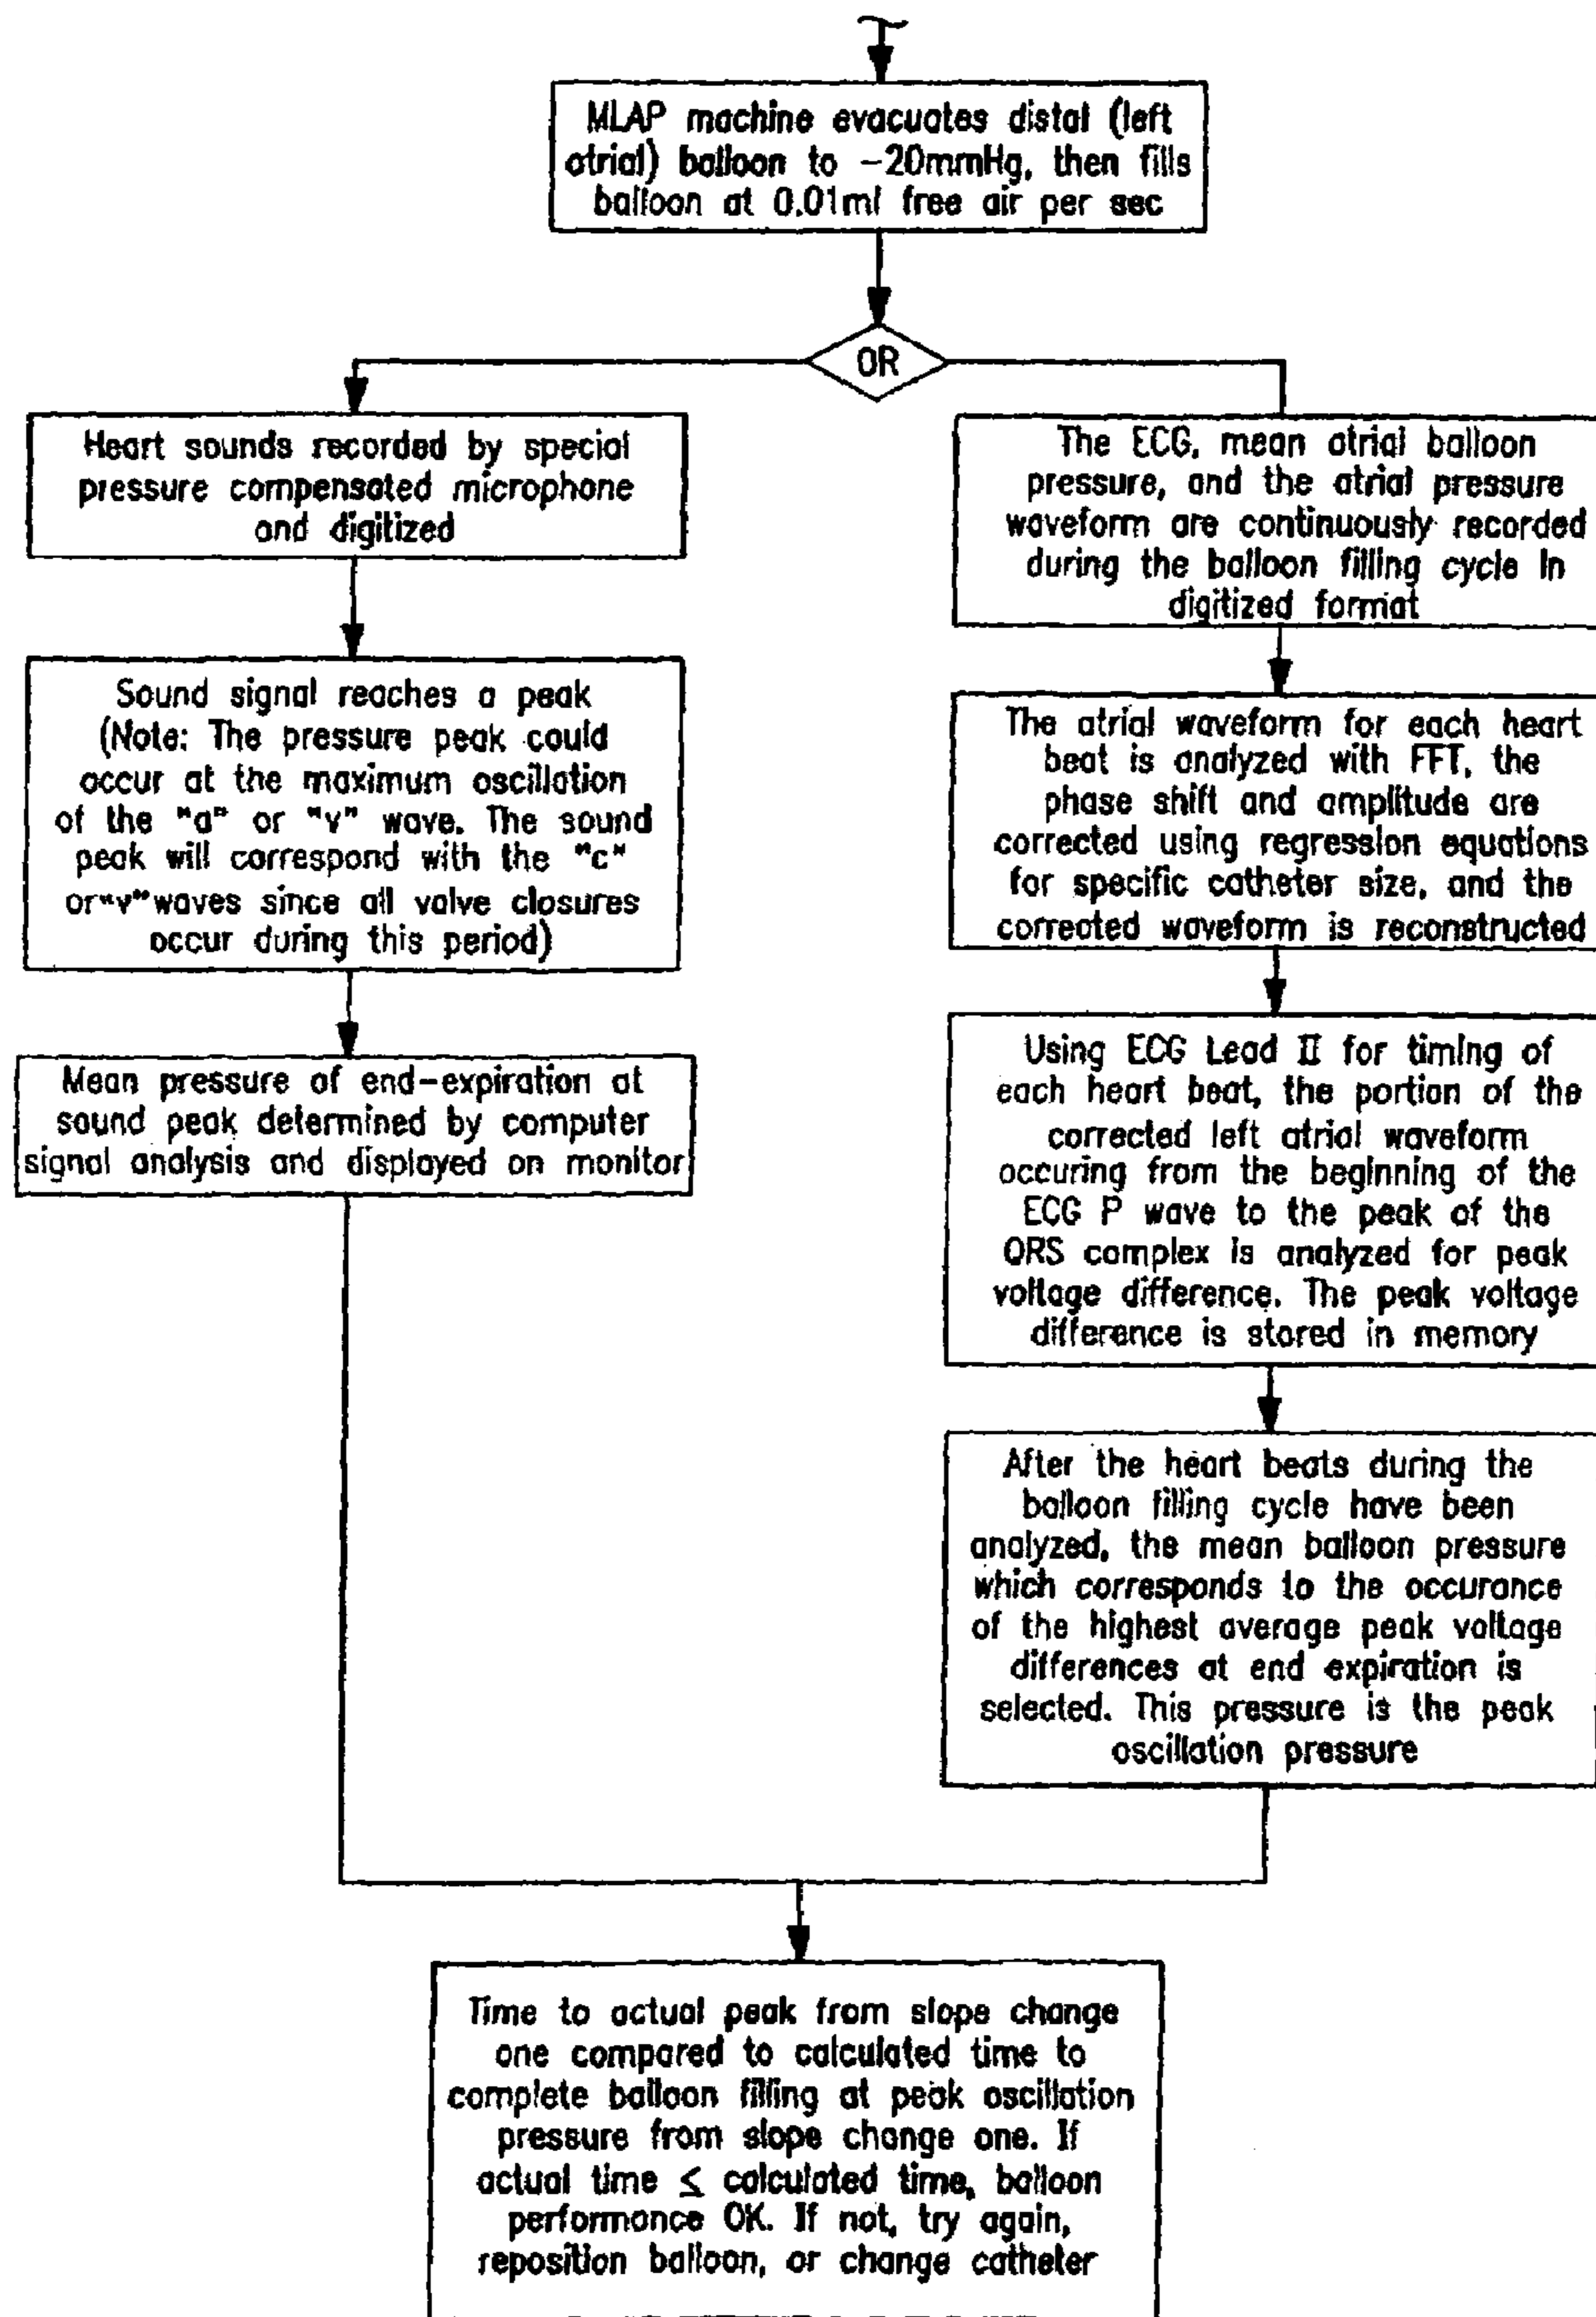 MLAP machine evacuates distal (left
atrial) balloon to -20mmHg, then fills
balloon at 0.01ml free air per sec
OR
Heart sounds recorded by special
pressure compensated microphone
and digitized
Sound signal reaches a peak
(Note: The pressure peak could
occur at the maximum oscillation
of the "a" or "v" wave. The sound
peak will correspond with the "c"
or "v" waves since all valve closures
occur during this period)
Mean pressure of end-expiration at
sound peak determined by computer
signal analysis and displayed on monitor
The ECG, mean atrial balloon
pressure, and the atrial pressure
waveform are continuously recorded
during the balloon filling cycle in
digitized format
The atrial waveform for each heart
beat is analyzed with FFT, the
phase shift and amplitude are
corrected using regression equations
for specific catheter size, and the
corrected waveform is reconstructed
Using ECG Lead II for timing of
each heart beat, the portion of the
corrected left atrial waveform
occuring from the beginning of the
ECG P wave to the peak of the
QRS complex is analyzed for peak
voltage difference. The peak voltage
difference is stored in memory
After the heart beats during the
balloon filling cycle have been
analyzed, the mean balloon pressure
which corresponds to the occurance
of the highest average peak voltage
differences at end expiration is
selected. This pressure is the peak
oscillation pressure
Time to actual peak from slope change
one compared to calculated time to
complete balloon filling at peak oscillation
pressure from slope change one. If
actual time ≤ calculated time, balloon
performance OK. If not, try again,
reposition balloon, or change catheter